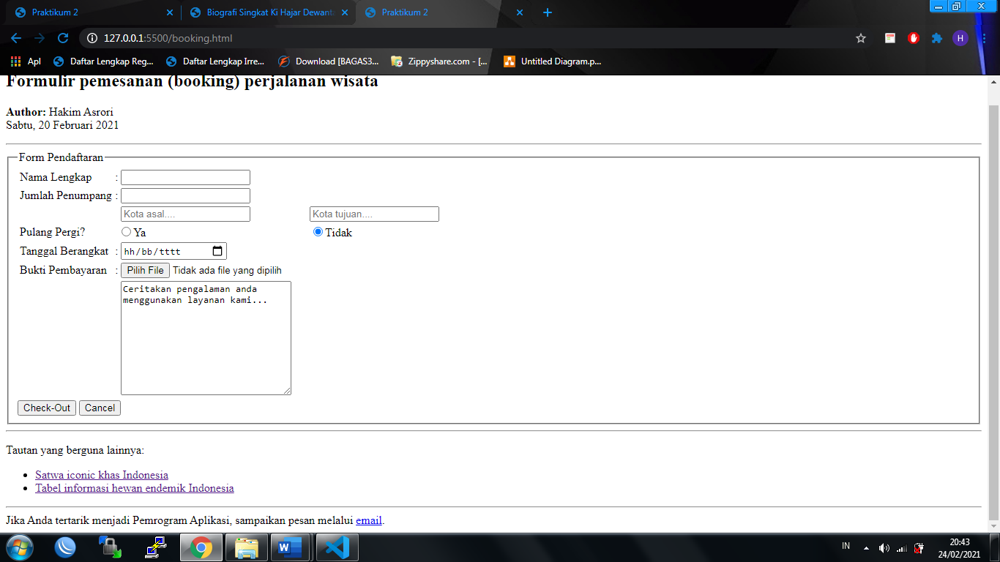 Praktikum 2
Biografi Singkat Ki Hajar Dewanta
Praktikum 2
127.0.0.1:5500/booking.html
H
Apl
Daftar Lengkap Reg...
Daftar Lengkap Irre...
Download [BAGAS3...
Zippyshare.com - [...
Untitled Diagram.p...
Formulir pemesanan (booking) perjalanan wisata
Author: Hakim Asrori
Sabtu, 20 Februari 2021
Form Pendaftaran
Nama Lengkap :
Jumlah Penumpang :
Kota asal.... Kota tujuan....
Pulang Pergi? Ya Tidak
Tanggal Berangkat : hh/bb/tttt
Bukti Pembayaran : Pilih File Tidak ada file yang dipilih
Ceritakan pengalaman anda
menggunakan layanan kami...
Check-Out Cancel
Tautan yang berguna lainnya:
Satwa iconic khas Indonesia
Tabel informasi hewan endemik Indonesia
Jika Anda tertarik menjadi Pemrogram Aplikasi, sampaikan pesan melalui email.
IN
20:43
24/02/2021